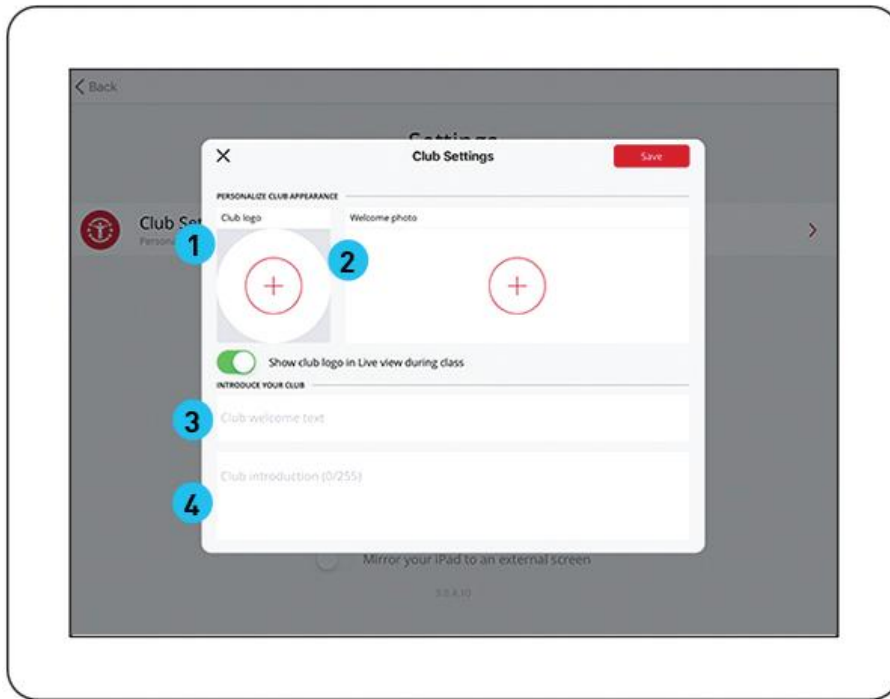 Back
Settings
Club Settings
Save
PERSONALIZE CLUB APPEARANCE
Club Set
Club logo
Welcome photo
Persona
1
2
Show club logo in Live view during class
INTRODUCE YOUR CLUB
3
Club welcome text
Club introduction (0/255)
4
Mirror your iPad to an external screen